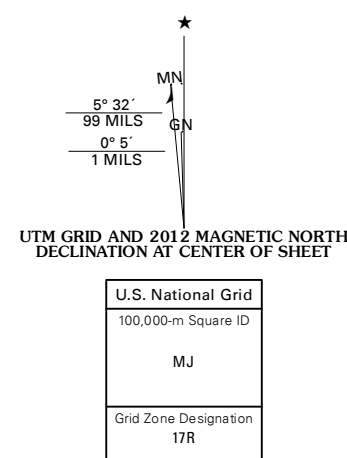 MN
5° 32´
99 MILS
GN
0° 5´
1 MILS
UTM GRID AND 2012 MAGNETIC NORTH
DECLINATION AT CENTER OF SHEET
U.S. National Grid
100,000-m Square ID
MJ
Grid Zone Designation
17R